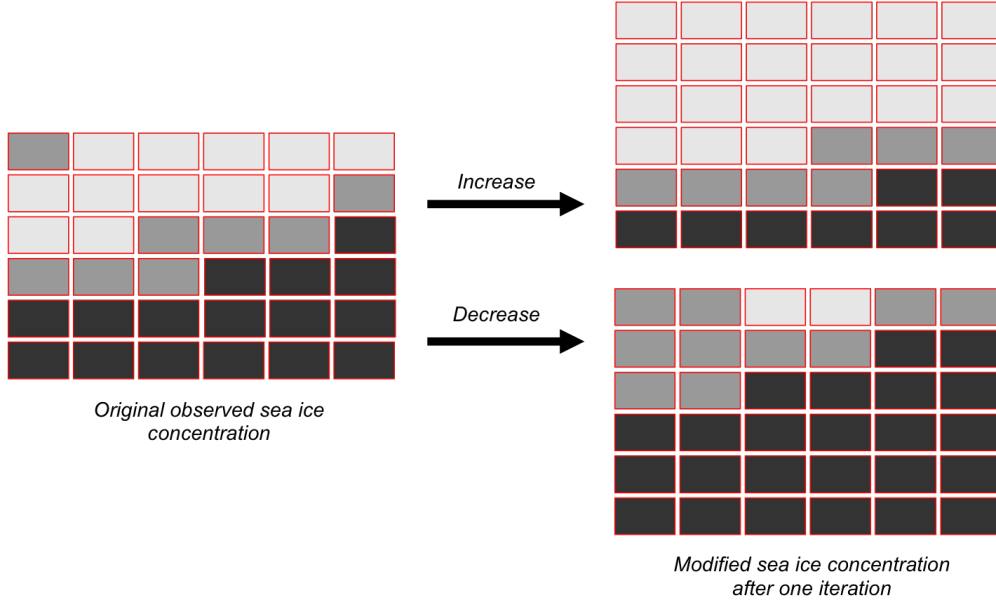 Increase
Decrease
Original observed sea ice
concentration
Modified sea ice concentration
after one iteration